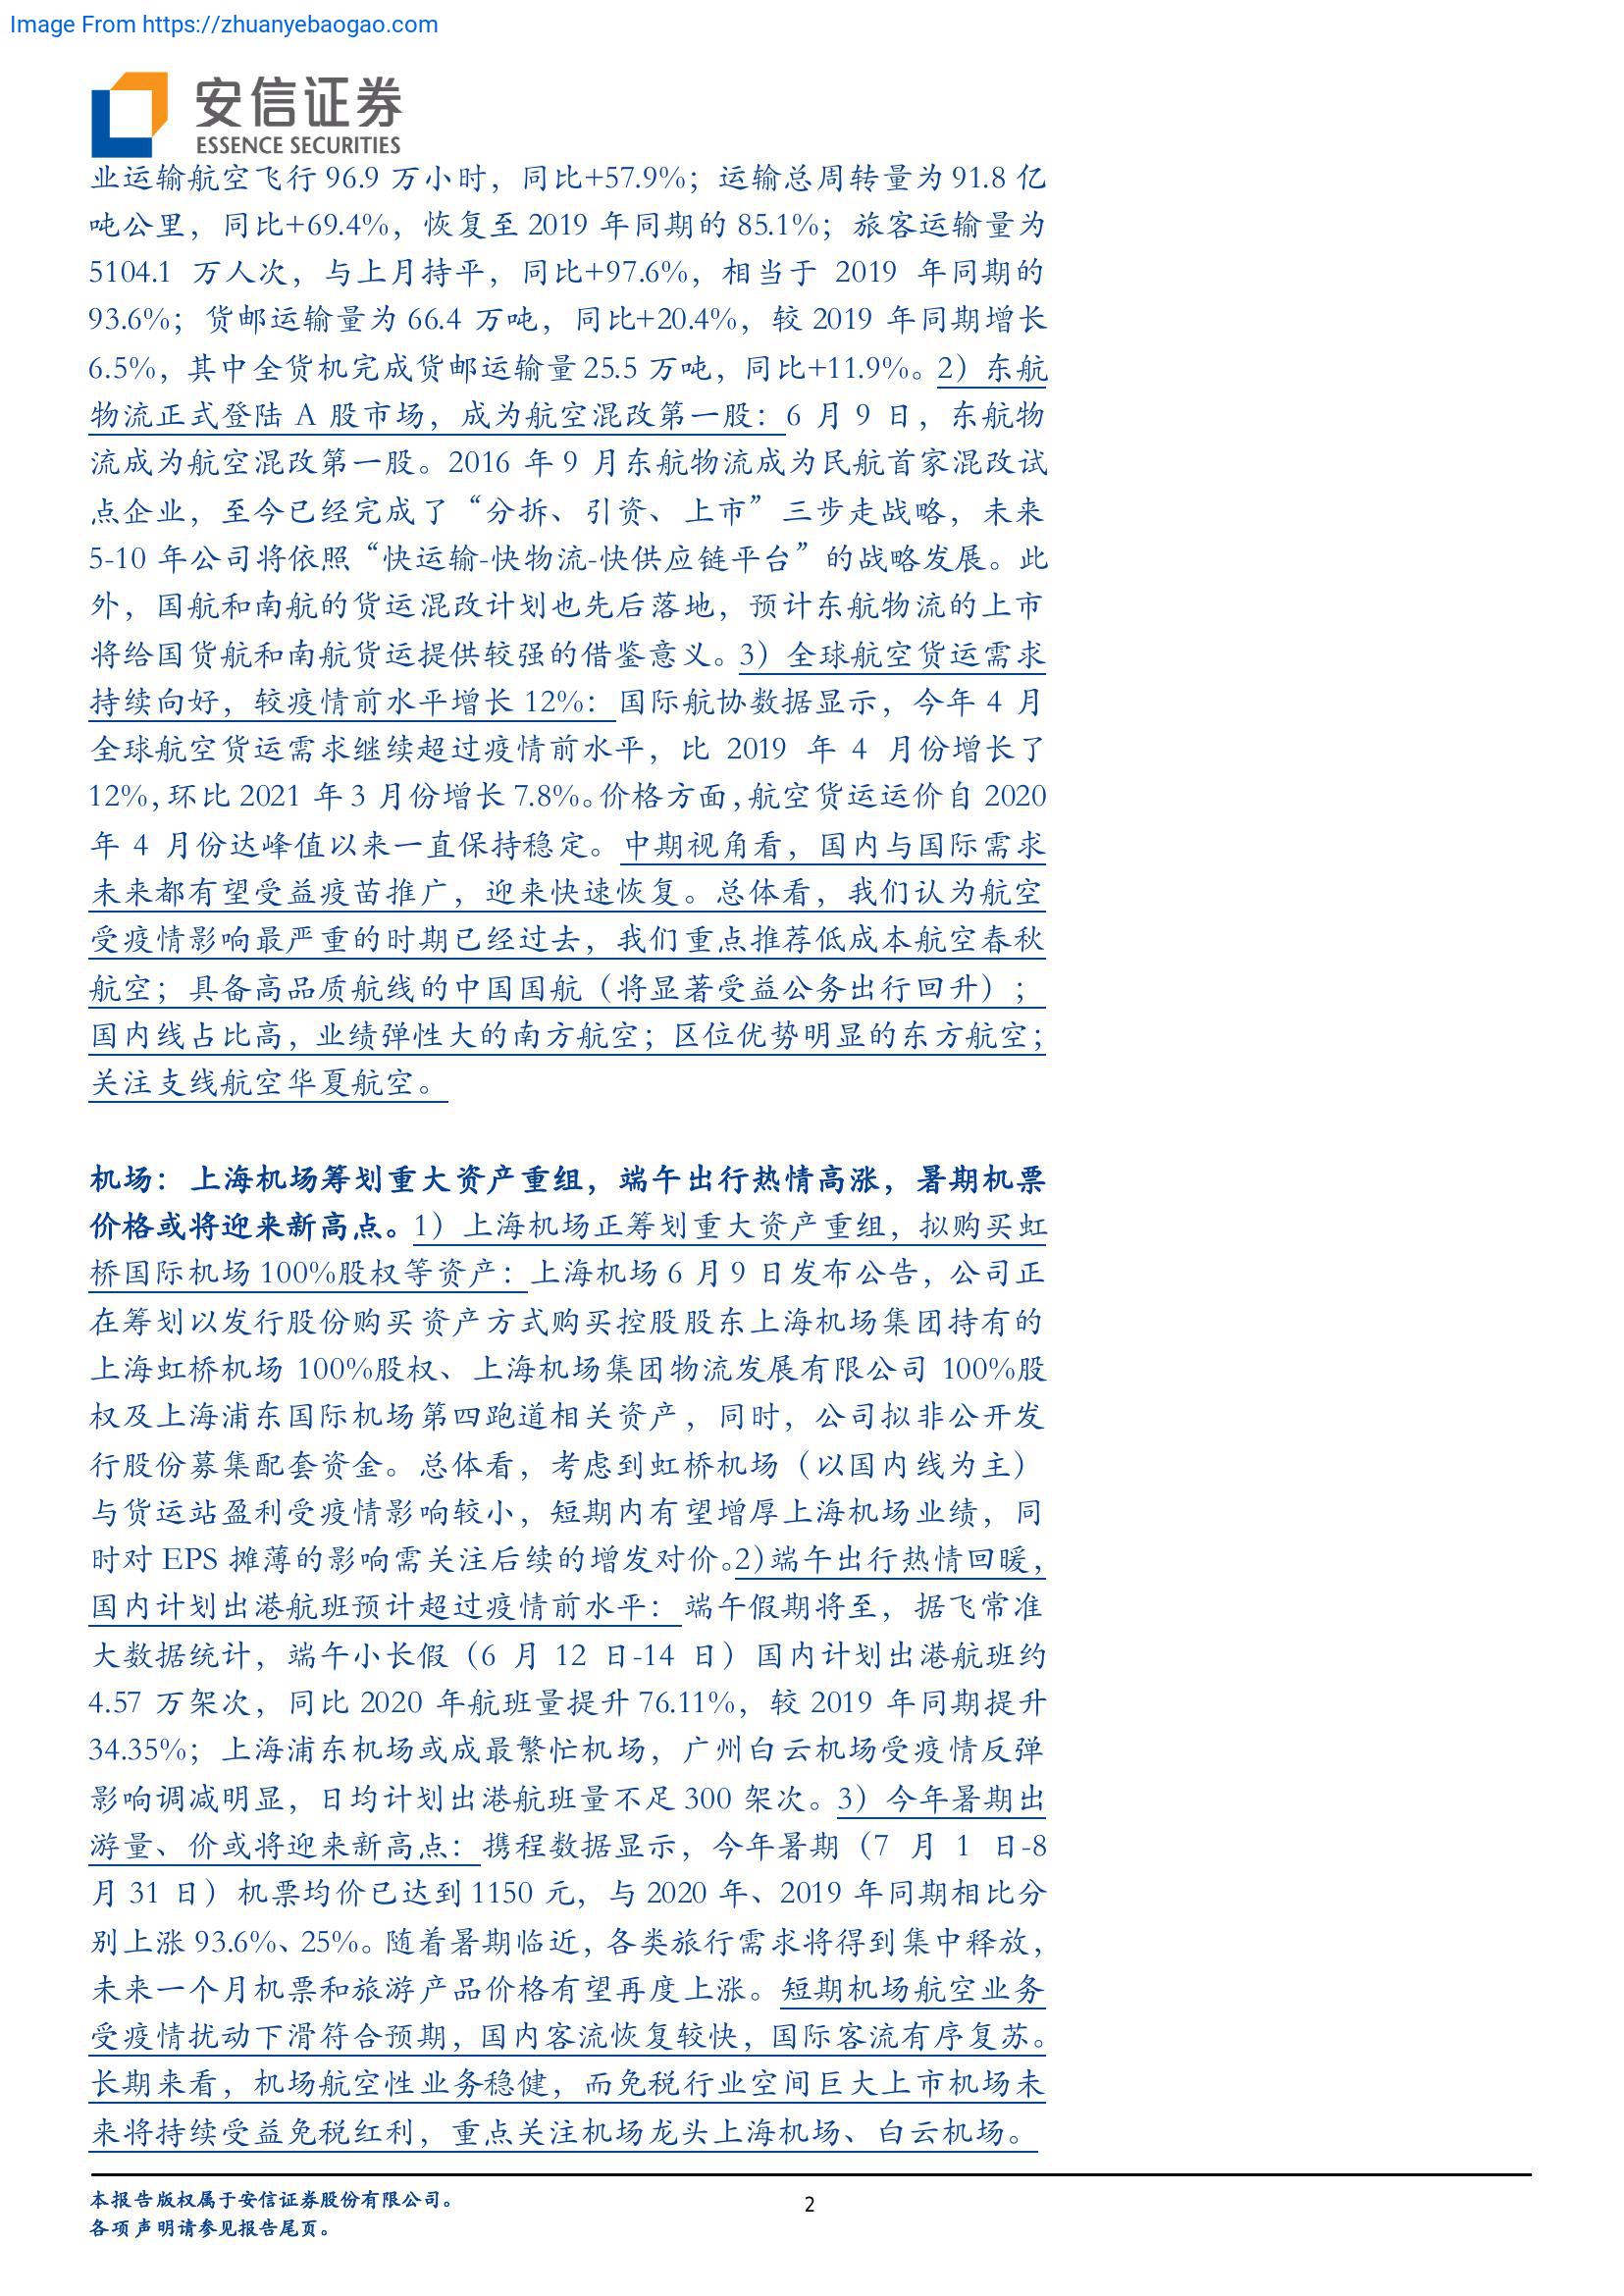 Image From https://zhuanyebaogao.com
安信证券
ESSENCE SECURITIES
业运输航空飞行 96.9 万小时，同比+57.9%；运输总周转量为 91.8 亿
吨公里，同比+69.4%，恢复至 2019 年同期的 85.1%；旅客运输量为
5104.1 万人次，与上月持平，同比+97.6%，相当于 2019 年同期的
93.6%；货邮运输量为 66.4 万吨，同比+20.4%，较 2019 年同期增长
6.5%，其中全货机完成货邮运输量 25.5 万吨，同比+11.9%。2）东航
物流正式登陆 A 股市场，成为航空混改第一股：6 月 9 日，东航物
流成为航空混改第一股。2016 年 9 月东航物流成为民航首家混改试
点企业，至今已经完成了“分拆、引资、上市”三步走战略，未来
5-10 年公司将依照“快运输-快物流-快供应链平台”的战略发展。此
外，国航和南航的货运混改计划也先后落地，预计东航物流的上市
将给国货航和南航货运提供较强的借鉴意义。3）全球航空货运需求
持续向好，较疫情前水平增长 12%：国际航协数据显示，今年 4 月
全球航空货运需求继续超过疫情前水平，比 2019 年 4 月份增长了
12%，环比 2021 年 3 月份增长 7.8%。价格方面，航空货运运价自 2020
年 4 月份达峰值以来一直保持稳定。中期视角看，国内与国际需求
未来都有望受益疫苗推广，迎来快速恢复。总体看，我们认为航空
受疫情影响最严重的时期已经过去，我们重点推荐低成本航空春秋
航空；具备高品质航线的中国国航（将显著受益公务出行回升）；
国内线占比高，业绩弹性大的南方航空；区位优势明显的东方航空；
关注支线航空华夏航空。
机场：上海机场筹划重大资产重组，端午出行热情高涨，暑期机票
价格或将迎来新高点。1）上海机场正筹划重大资产重组，拟购买虹
桥国际机场 100%股权等资产：上海机场 6 月 9 日发布公告，公司正
在筹划以发行股份购买资产方式购买控股股东上海机场集团持有的
上海虹桥机场 100%股权、上海机场集团物流发展有限公司 100%股
权及上海浦东国际机场第四跑道相关资产，同时，公司拟非公开发
行股份募集配套资金。总体看，考虑到虹桥机场（以国内线为主）
与货运站盈利受疫情影响较小，短期内有望增厚上海机场业绩，同
时对 EPS 摊薄的影响需关注后续的增发对价。2)端午出行热情回暖，
国内计划出港航班预计超过疫情前水平：端午假期将至，据飞常准
大数据统计，端午小长假（6 月 12 日-14 日）国内计划出港航班约
4.57 万架次，同比 2020 年航班量提升 76.11%，较 2019 年同期提升
34.35%；上海浦东机场或成最繁忙机场，广州白云机场受疫情反弹
影响调减明显，日均计划出港航班量不足 300 架次。3）今年暑期出
游量、价或将迎来新高点：携程数据显示，今年暑期（7 月 1 日-8
月 31 日）机票均价已达到 1150 元，与 2020 年、2019 年同期相比分
别上涨 93.6%、25%。随着暑期临近，各类旅行需求将得到集中释放，
未来一个月机票和旅游产品价格有望再度上涨。短期机场航空业务
受疫情扰动下滑符合预期，国内客流恢复较快，国际客流有序复苏。
长期来看，机场航空性业务稳健，而免税行业空间巨大上市机场未
来将持续受益免税红利，重点关注机场龙头上海机场、白云机场。
本报告版权属于安信证券股份有限公司。
各项声明请参见报告尾页。
2